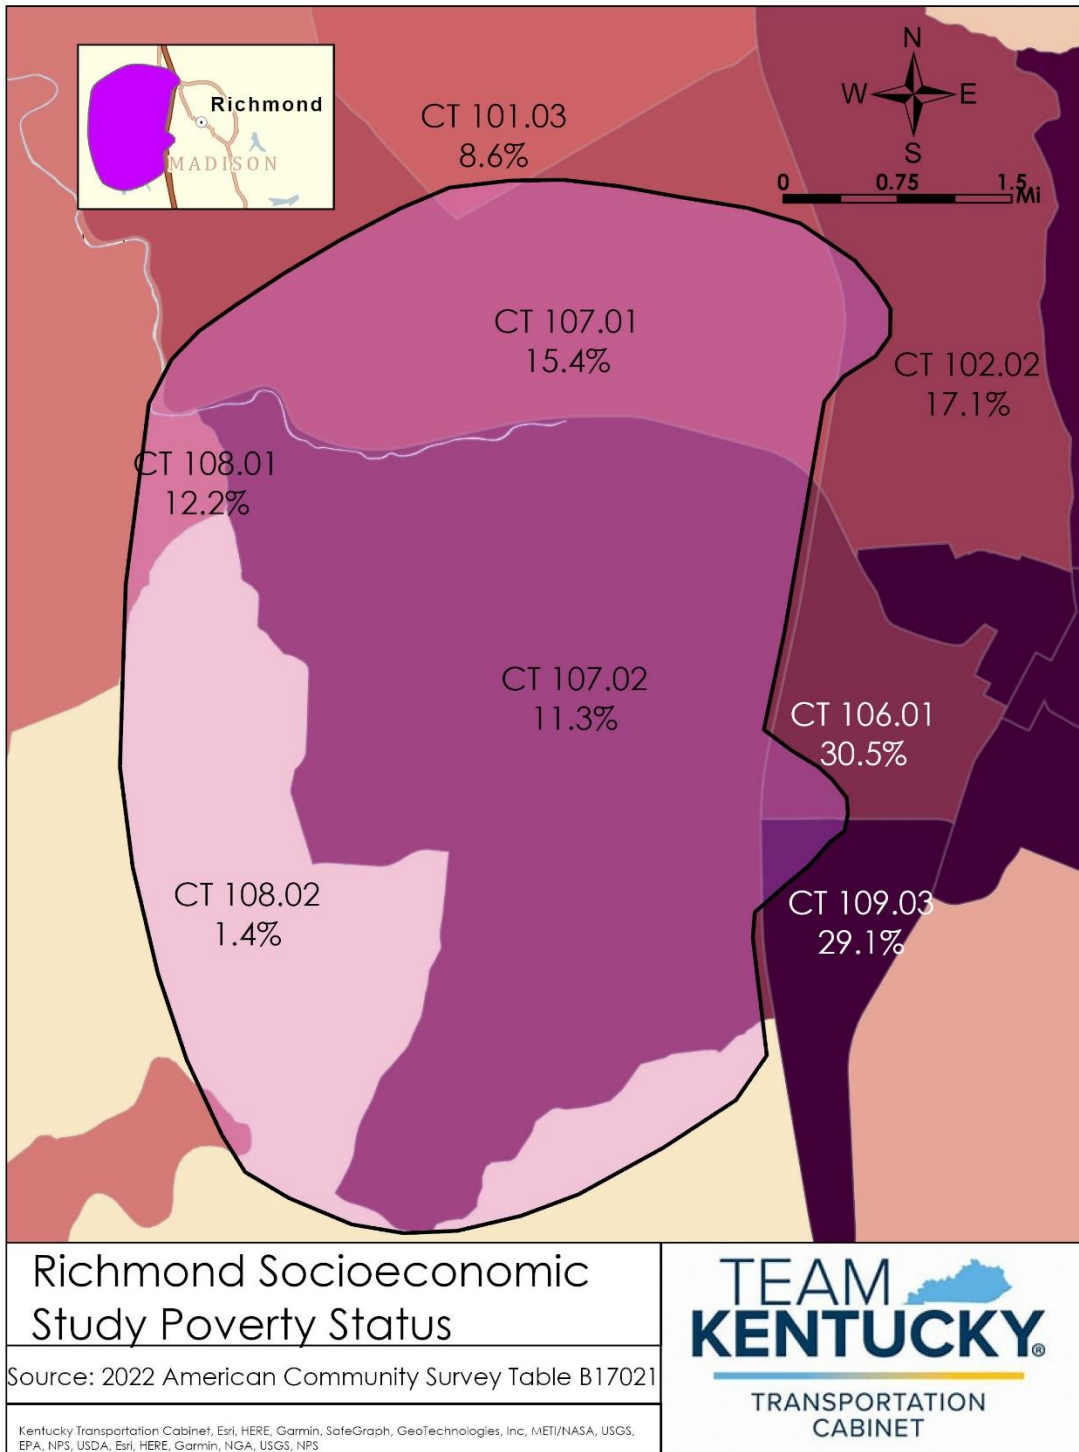 Richmond
MADISON
N
W E
S
0 0.75 1.5 Mi
CT 101.03
8.6%
CT 107.01
15.4%
CT 102.02
17.1%
CT 108.01
12.2%
CT 107.02
11.3%
CT 106.01
30.5%
CT 108.02
1.4%
CT 109.03
29.1%
Richmond Socioeconomic
Study Poverty Status
Source: 2022 American Community Survey Table B17021
Kentucky Transportation Cabinet, Esri, HERE, Garmin, SafeGraph, GeoTechnologies, Inc, METI/NASA, USGS,
EPA, NPS, USDA, Esri, HERE, Garmin, NGA, USGS, NPS
TEAM
KENTUCKY®
TRANSPORTATION
CABINET